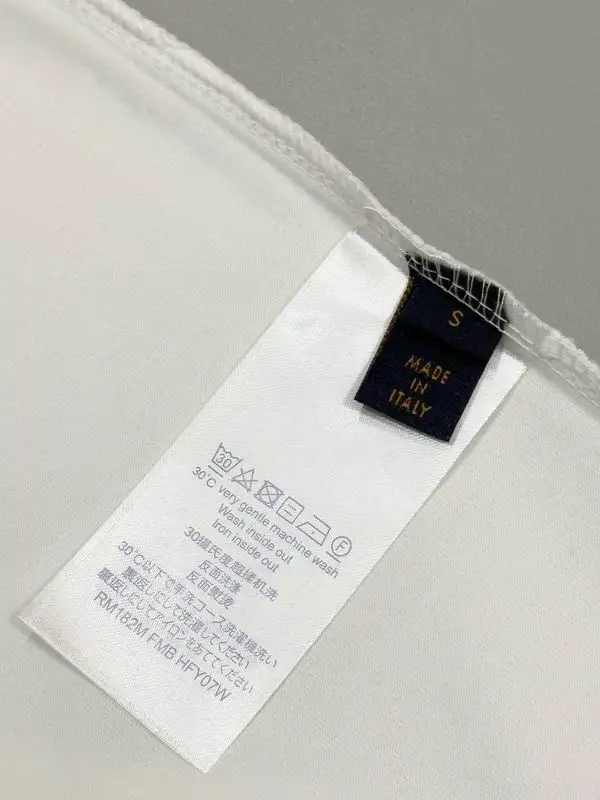 S
MADE
IN
ITALY
30
F
30°C very gentle machine wash
Wash inside out
Iron inside out
30摄氏度超揉机洗
反面洗涤
反面熨烫
30℃以下で手洗コース洗濯機洗い
裏返しにして洗濯してください
裏返しにしてアイロンをあててください
RM182M FMB HFY07W